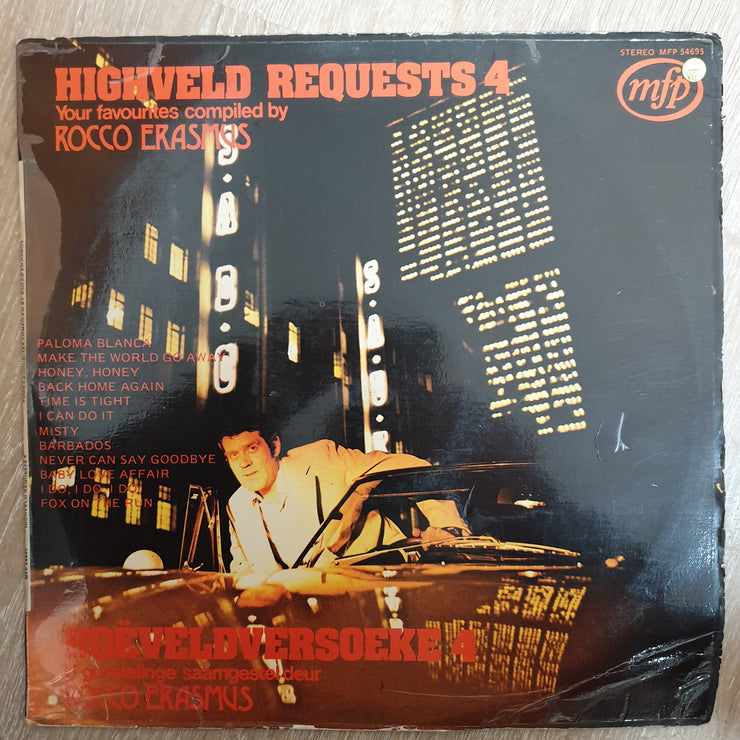 STEREO MFP 54695
mfp
HIGHVELD REQUESTS 4
Your favourites compiled by
ROCCO ERASMUS
S.A.B.C
S.A.U.K
PALOMA BLANCA
MAKE THE WORLD GO AWAY
HONEY, HONEY
BACK HOME AGAIN
TIME IS TIGHT
I CAN DO IT
MISTY
BARBADOS
NEVER CAN SAY GOODBYE
BABY LOVE AFFAIR
I DO, I DO, I DO
FOX ON THE RUN
HOËVELDVERSOEKE 4
gunstelinge saamgestel deur
ROCCO ERASMUS